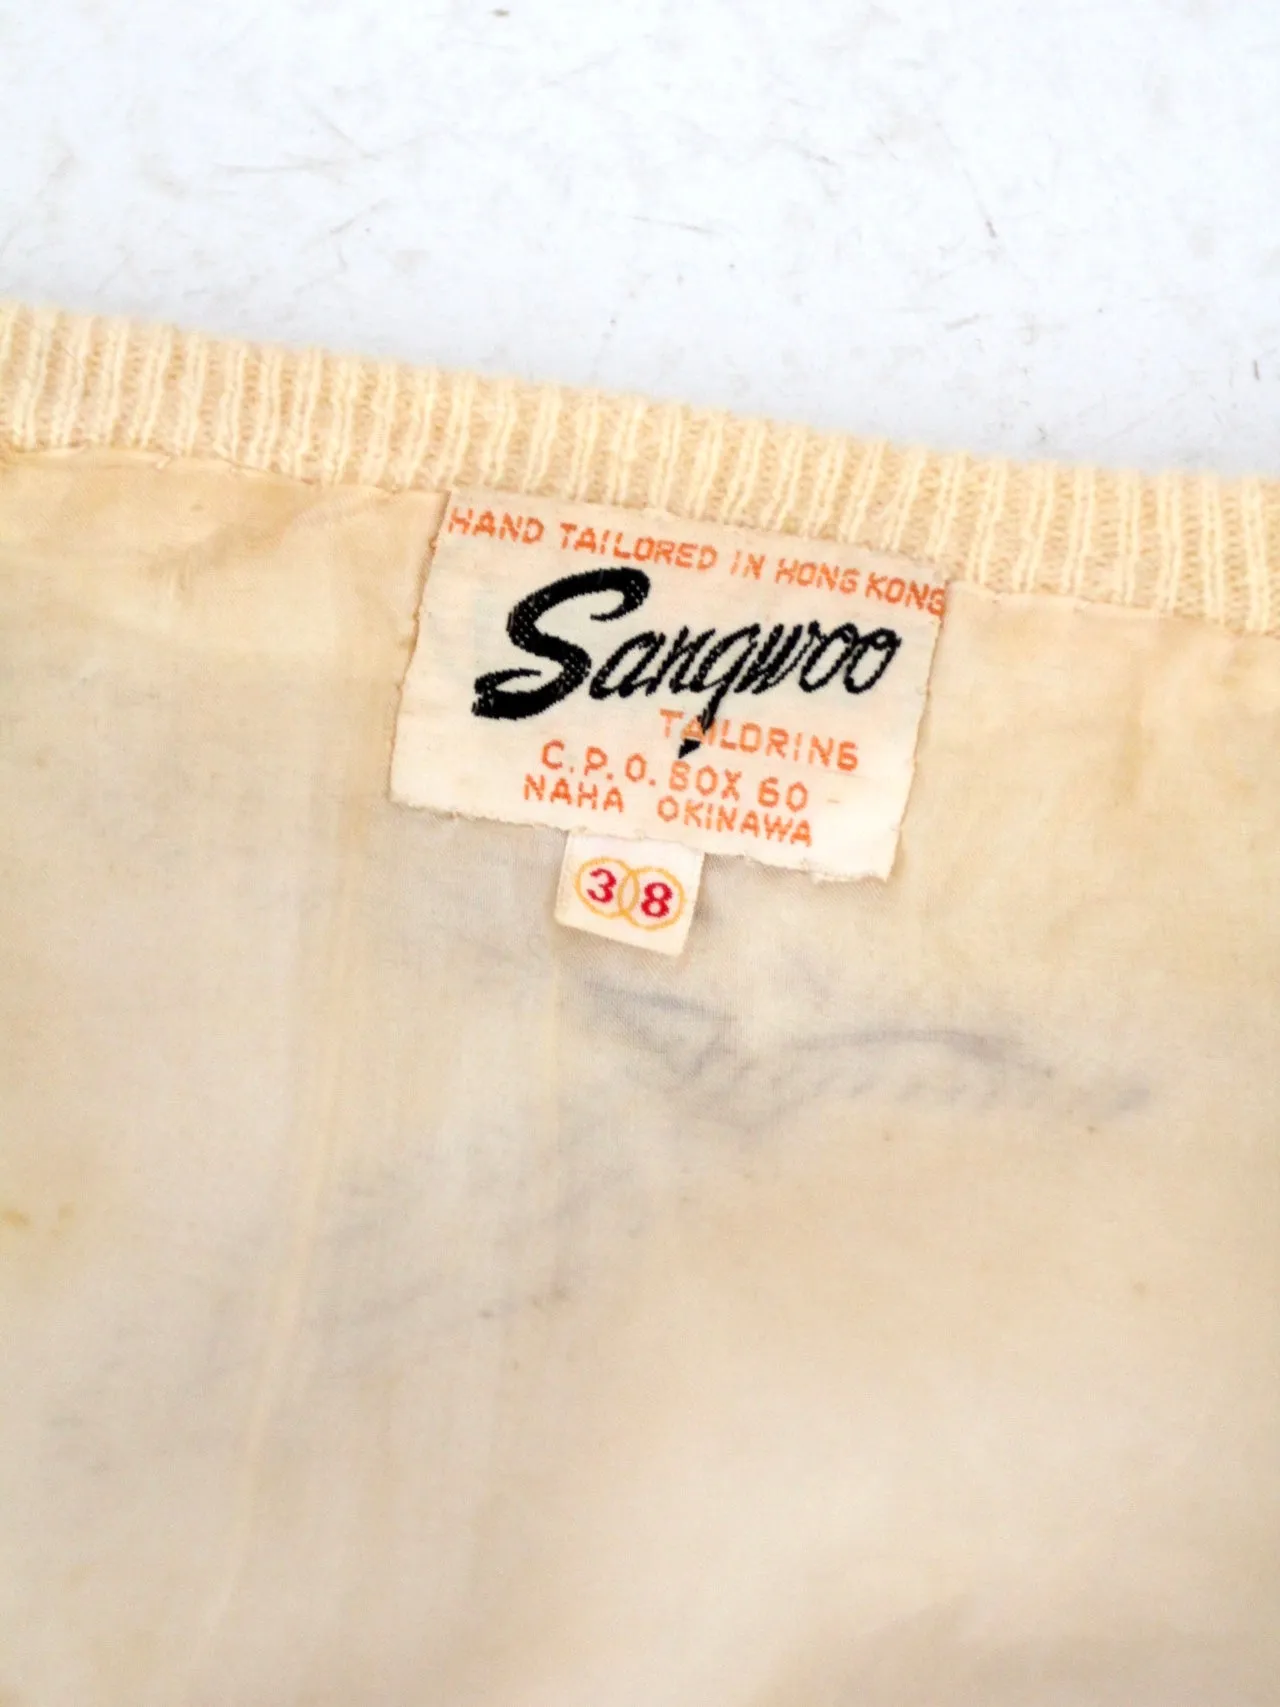 HAND TAILORED IN HONG KONG
Sangwoo
TAILORING
C.P.O. BOX 60
NAHA OKINAWA
38